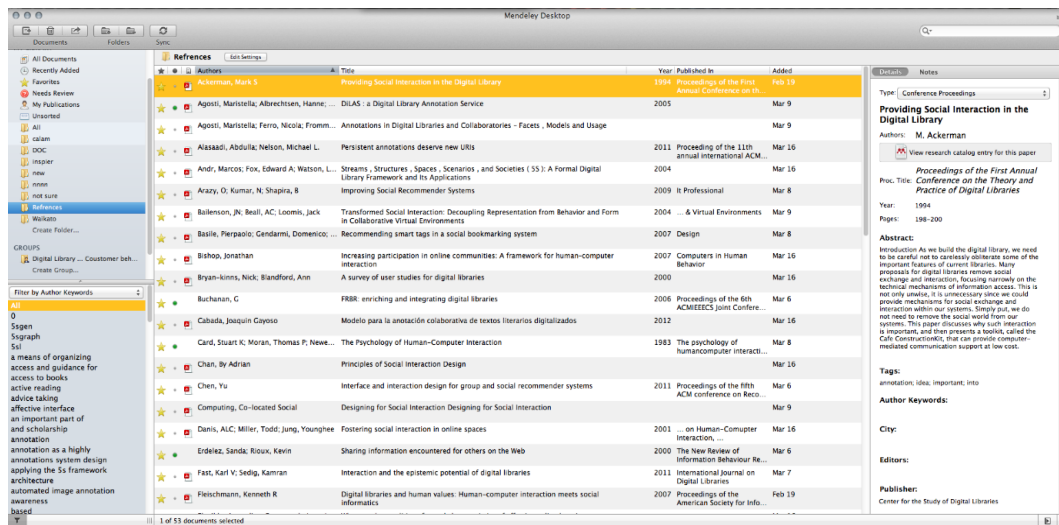 Mendeley Desktop
Documents
Folders
Sync
All Documents
Recently Added
Favorites
Needs Review
My Publications
Unsorted
All
calam
DOC
inspier
new
nnnn
not sure
Refrences
Waikato
Create Folder...
GROUPS
Digital Library ... Coustomer beh...
Create Group...
Filter by Author Keywords
All
0
5sgen
5sgraph
5sl
a means of organizing
access and guidance for
access to books
active reading
advice taking
affective interface
an important part of
and scholarship
annotation
annotation as a highly
annotations system design
applying the 5s framework
architecture
automated image annotation
awareness
based
Refrences Edit Settings
Authors Title Year Published In Added
Ackerman, Mark S Providing Social Interaction in the Digital Library 1994 Proceedings of the First Feb 19
Annual Conference on th...
Agosti, Maristella; Albrechtsen, Hanne; ... DiLAS : a Digital Library Annotation Service 2005 Mar 9
Agosti, Maristella; Ferro, Nicola; Fromm... Annotations in Digital Libraries and Collaboratories – Facets , Models and Usage Mar 9
Alasaadi, Abdulla; Nelson, Michael L. Persistent annotations deserve new URIs 2011 Proceeding of the 11th Mar 16
annual international ACM...
Andr, Marcos; Fox, Edward A; Watson, L... Streams , Structures , Spaces , Scenarios , and Societies ( 5S ): A Formal Digital 2004 Mar 16
Library Framework and Its Applications
Arazy, O; Kumar, N; Shapira, B Improving Social Recommender Systems 2009 It Professional Mar 8
Bailenson, JN; Beall, AC; Loomis, Jack Transformed Social Interaction: Decoupling Representation from Behavior and Form 2004 ... & Virtual Environments Mar 9
in Collaborative Virtual Environments
Basile, Pierpaolo; Gendarmi, Domenico; ... Recommending smart tags in a social bookmarking system 2007 Design Mar 8
Bishop, Jonathan Increasing participation in online communities: A framework for human-computer 2007 Computers in Human Mar 16
interaction Behavior
Bryan-kinns, Nick; Blandford, Ann A survey of user studies for digital libraries 2000 Mar 16
Buchanan, G FRBR: enriching and integrating digital libraries 2006 Proceedings of the 6th Mar 6
ACMIEEECS Joint Confere...
Cabada, Joaquin Gayoso Modelo para la anotación colaborativa de textos literarios digitalizados 2012 Mar 16
Card, Stuart K; Moran, Thomas P; Newe... The Psychology of Human-Computer Interaction 1983 The psychology of Mar 8
humancomputer interacti...
Chan, By Adrian Principles of Social Interaction Design Mar 16
Chen, Yu Interface and interaction design for group and social recommender systems 2011 Proceedings of the fifth Mar 6
ACM conference on Reco...
Computing, Co-located Social Designing for Social Interaction Designing for Social Interaction Mar 9
Danis, ALC; Miller, Todd; Jung, Younghee Fostering social interaction in online spaces 2001 ... on Human-Comupter Mar 16
Interaction, ...
Erdelez, Sanda; Rioux, Kevin Sharing information encountered for others on the Web 2000 The New Review of Mar 6
Information Behaviour Re...
Fast, Karl V; Sedig, Kamran Interaction and the epistemic potential of digital libraries 2011 International Journal on Mar 7
Digital Libraries
Fleischmann, Kenneth R Digital libraries and human values: Human-computer interaction meets social 2007 Proceedings of the Feb 19
informatics American Society for Info...
1 of 53 documents selected
Details Notes
Type: Conference Proceedings
Providing Social Interaction in the
Digital Library
Authors: M. Ackerman
View research catalog entry for this paper
Proceedings of the First Annual
Proc. Title: Conference on the Theory and
Practice of Digital Libraries
Year: 1994
Pages: 198-200
Abstract:
Introduction As we build the digital library, we need
to be careful not to carelessly obliterate some of the
important features of current libraries. Many
proposals for digital libraries remove social
exchange and interaction, focusing narrowly on the
technical mechanisms of information access. This is
not only unwise, it is unnecessary since we could
provide mechanisms for social exchange and
interaction within our systems. Simply put, we do
not need to remove the social world from our
systems. This paper discusses why such interaction
is important, and then presents a toolkit, called the
Cafe ConstructionKit, that can provide computer-
mediated communication support at low cost.
Tags:
annotation; idea; important; into
Author Keywords:
City:
Editors:
Publisher:
Center for the Study of Digital Libraries